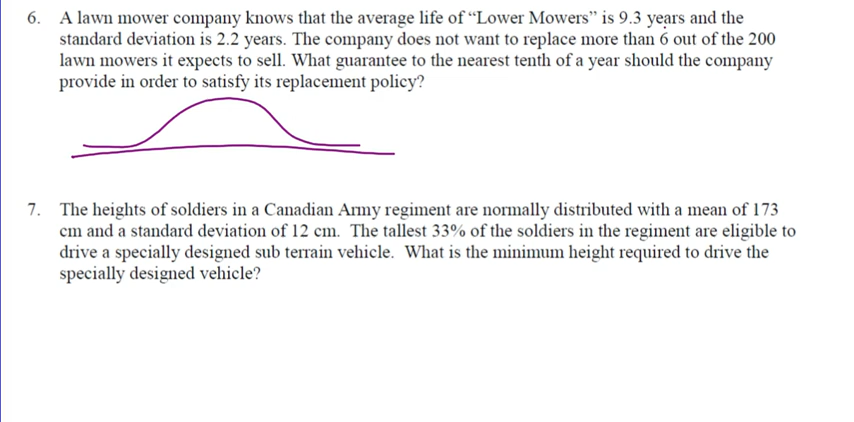 6. A lawn mower company knows that the average life of “Lower Mowers” is 9.3 years and the
standard deviation is 2.2 years. The company does not want to replace more than 6 out of the 200
lawn mowers it expects to sell. What guarantee to the nearest tenth of a year should the company
provide in order to satisfy its replacement policy?
7. The heights of soldiers in a Canadian Army regiment are normally distributed with a mean of 173
cm and a standard deviation of 12 cm. The tallest 33% of the soldiers in the regiment are eligible to
drive a specially designed sub terrain vehicle. What is the minimum height required to drive the
specially designed vehicle?